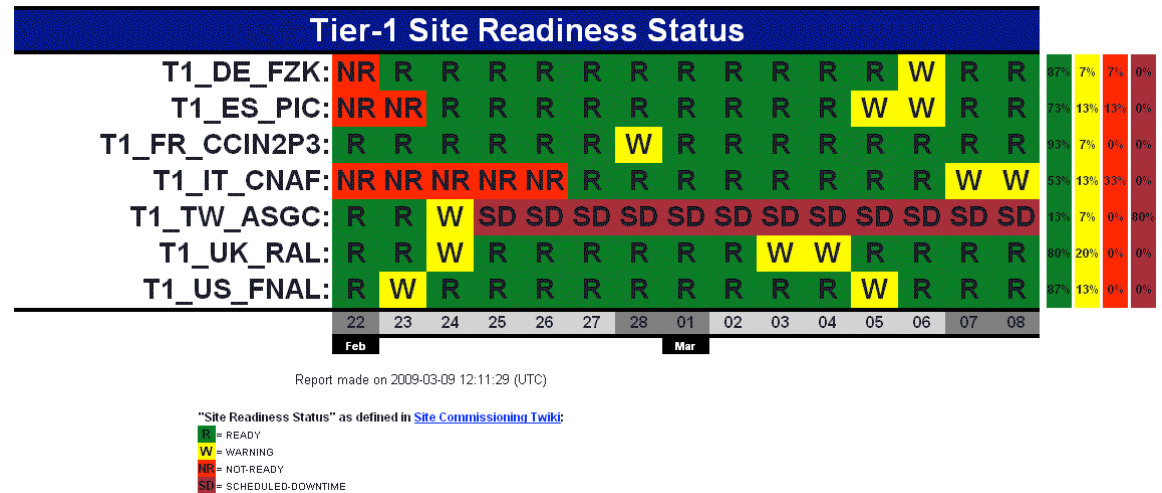 Tier-1 Site Readiness Status
T1_DE_FZK: NR R R R R R R R R R R R W R R 87% 7% 7% 0%
T1_ES_PIC: NR NR R R R R R R R R R W W R R 73% 13% 13% 0%
T1_FR_CCIN2P3: R R R R R R W R R R R R R R R 93% 7% 0% 0%
T1_IT_CNAF: NR NR NR NR NR R R R R R R R R W W 53% 13% 33% 0%
T1_TW_ASGC: R R W SD SD SD SD SD SD SD SD SD SD SD SD 13% 7% 0% 80%
T1_UK_RAL: R R W R R R R R R W W R R R R 80% 20% 0% 0%
T1_US_FNAL: R W R R R R R R R R R W R R R 87% 13% 0% 0%
22 23 24 25 26 27 28 01 02 03 04 05 06 07 08
Feb Mar
Report made on 2009-03-09 12:11:29 (UTC)
"Site Readiness Status" as defined in Site Commissioning Twiki:
R = READY
W = WARNING
NR = NOT-READY
SD = SCHEDULED-DOWNTIME